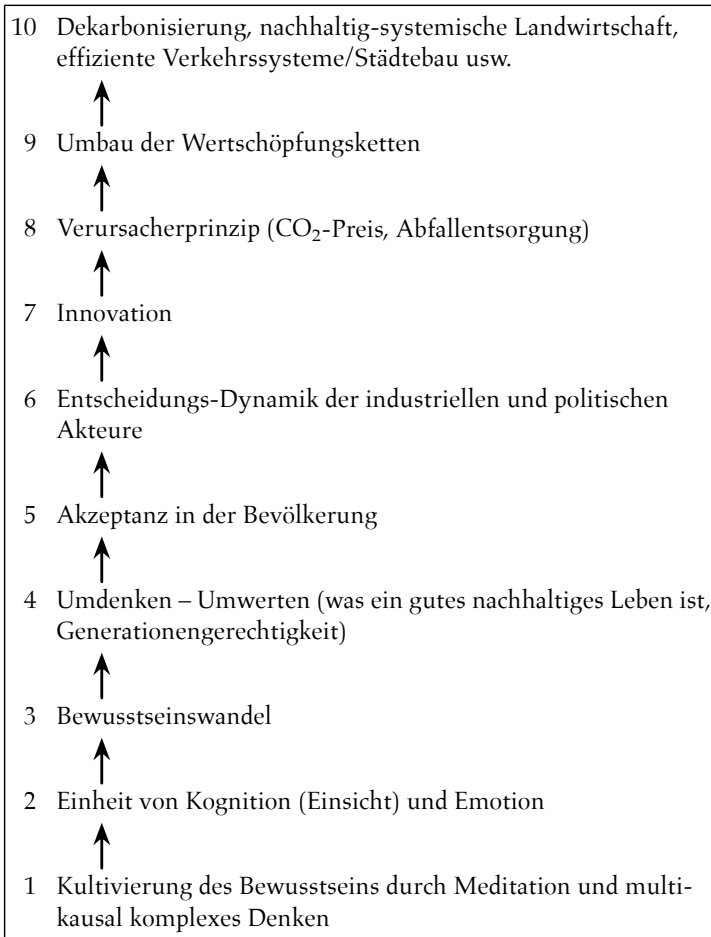 10 Dekarbonisierung, nachhaltig-systemische Landwirtschaft,
effiziente Verkehrssysteme/Städtebau usw.
9 Umbau der Wertschöpfungsketten
8 Verursacherprinzip (CO₂-Preis, Abfallentsorgung)
7 Innovation
6 Entscheidungs-Dynamik der industriellen und politischen
Akteure
5 Akzeptanz in der Bevölkerung
4 Umdenken – Umwerten (was ein gutes nachhaltiges Leben ist,
Generationengerechtigkeit)
3 Bewusstseinswandel
2 Einheit von Kognition (Einsicht) und Emotion
1 Kultivierung des Bewusstseins durch Meditation und multi-
kausal komplexes Denken